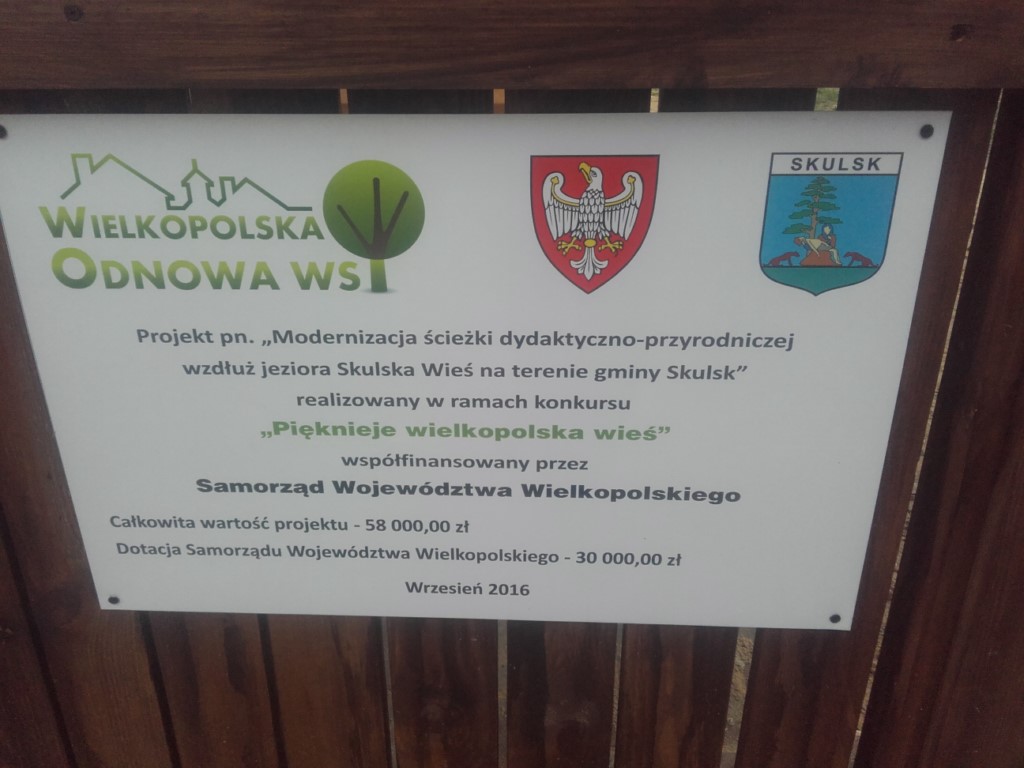 WIELKOPOLSKA
ODNOWA WSI
SKULSK
Projekt pn. „Modernizacja ścieżki dydaktyczno-przyrodniczej
wzdłuż jeziora Skulska Wieś na terenie gminy Skulsk”
realizowany w ramach konkursu
„Pięknieje wielkopolska wieś”
współfinansowany przez
Samorząd Województwa Wielkopolskiego
Całkowita wartość projektu - 58 000,00 zł
Dotacja Samorządu Województwa Wielkopolskiego - 30 000,00 zł
Wrzesień 2016